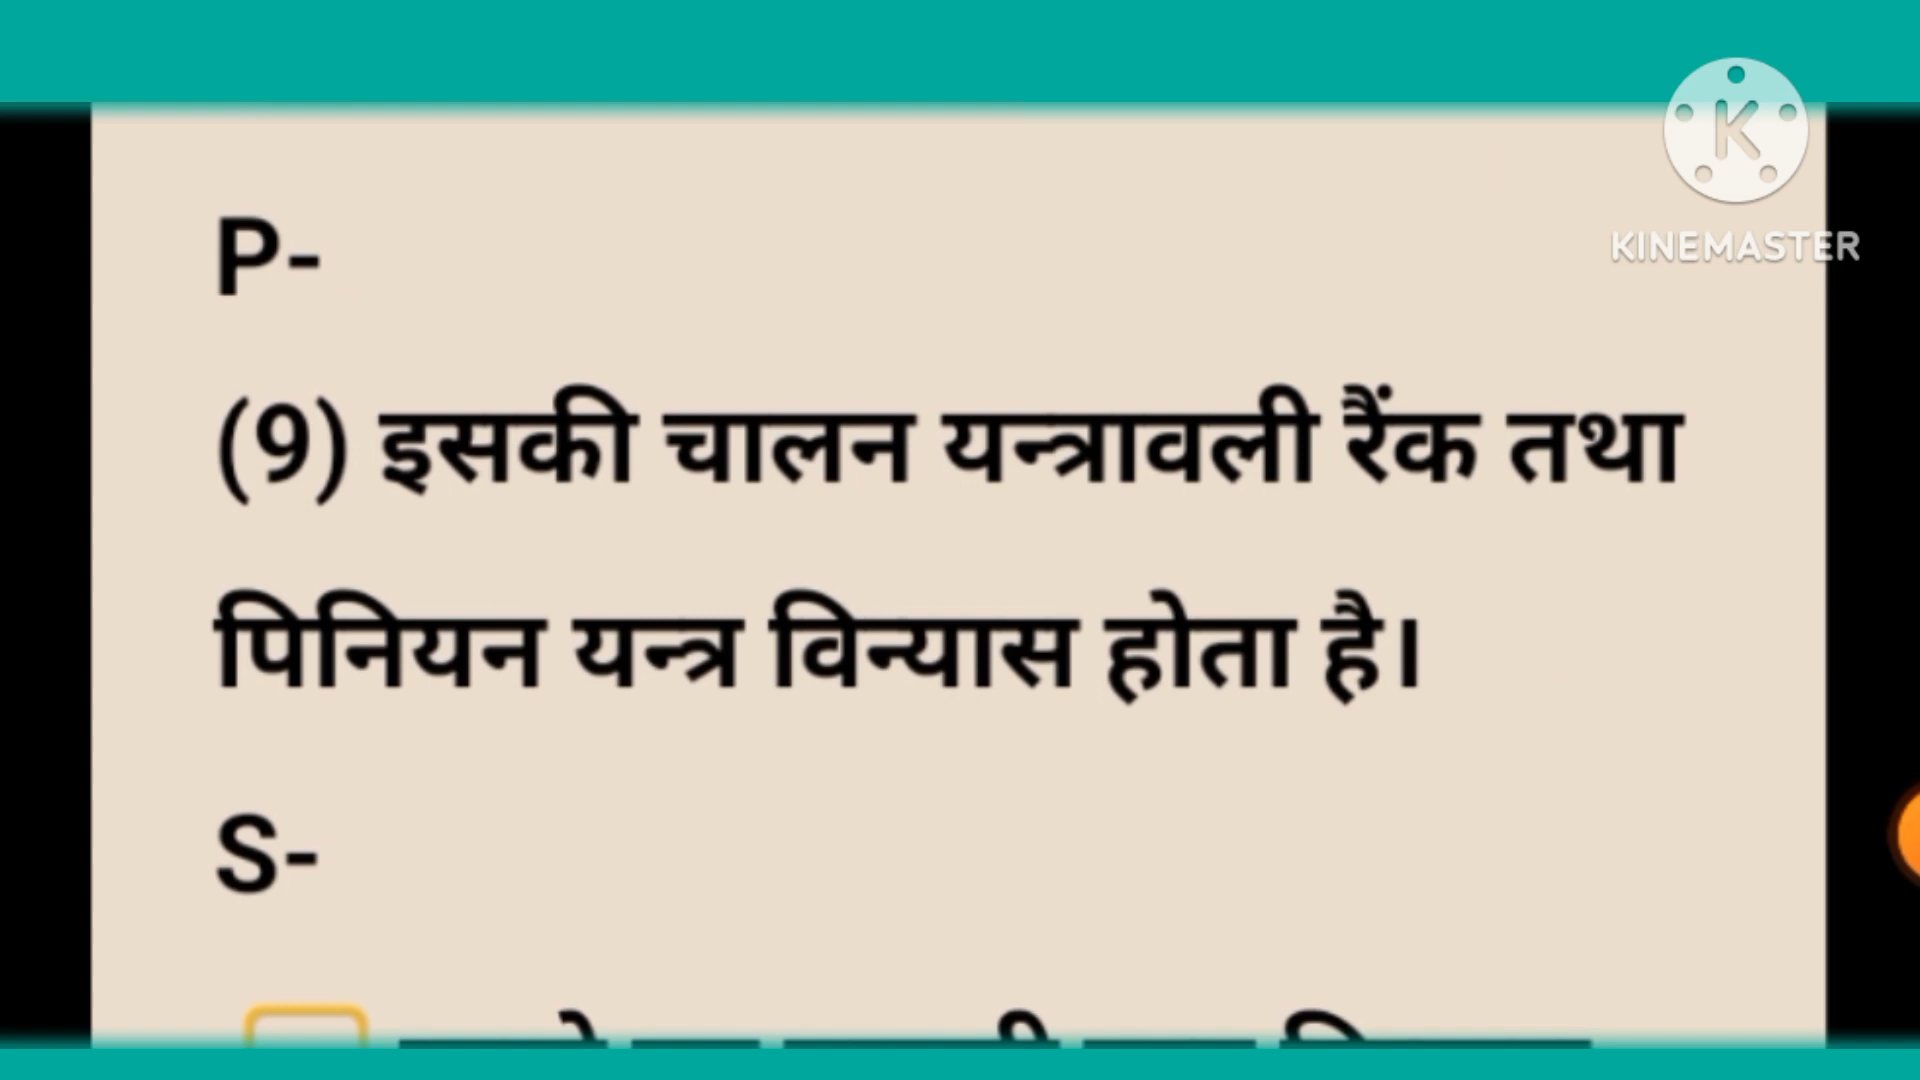 K
KINEMASTER
P-
(9) इसकी चालन यन्त्रावली रैंक तथा
पिनियन यन्त्र विन्यास होता है।
S-